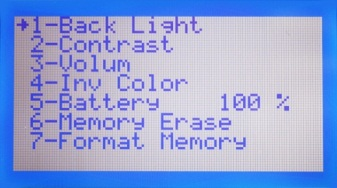 →1-Back Light
2-Contrast
3-Volum
4-Inv Color
5-Battery 100 %
6-Memory Erase
7-Format Memory